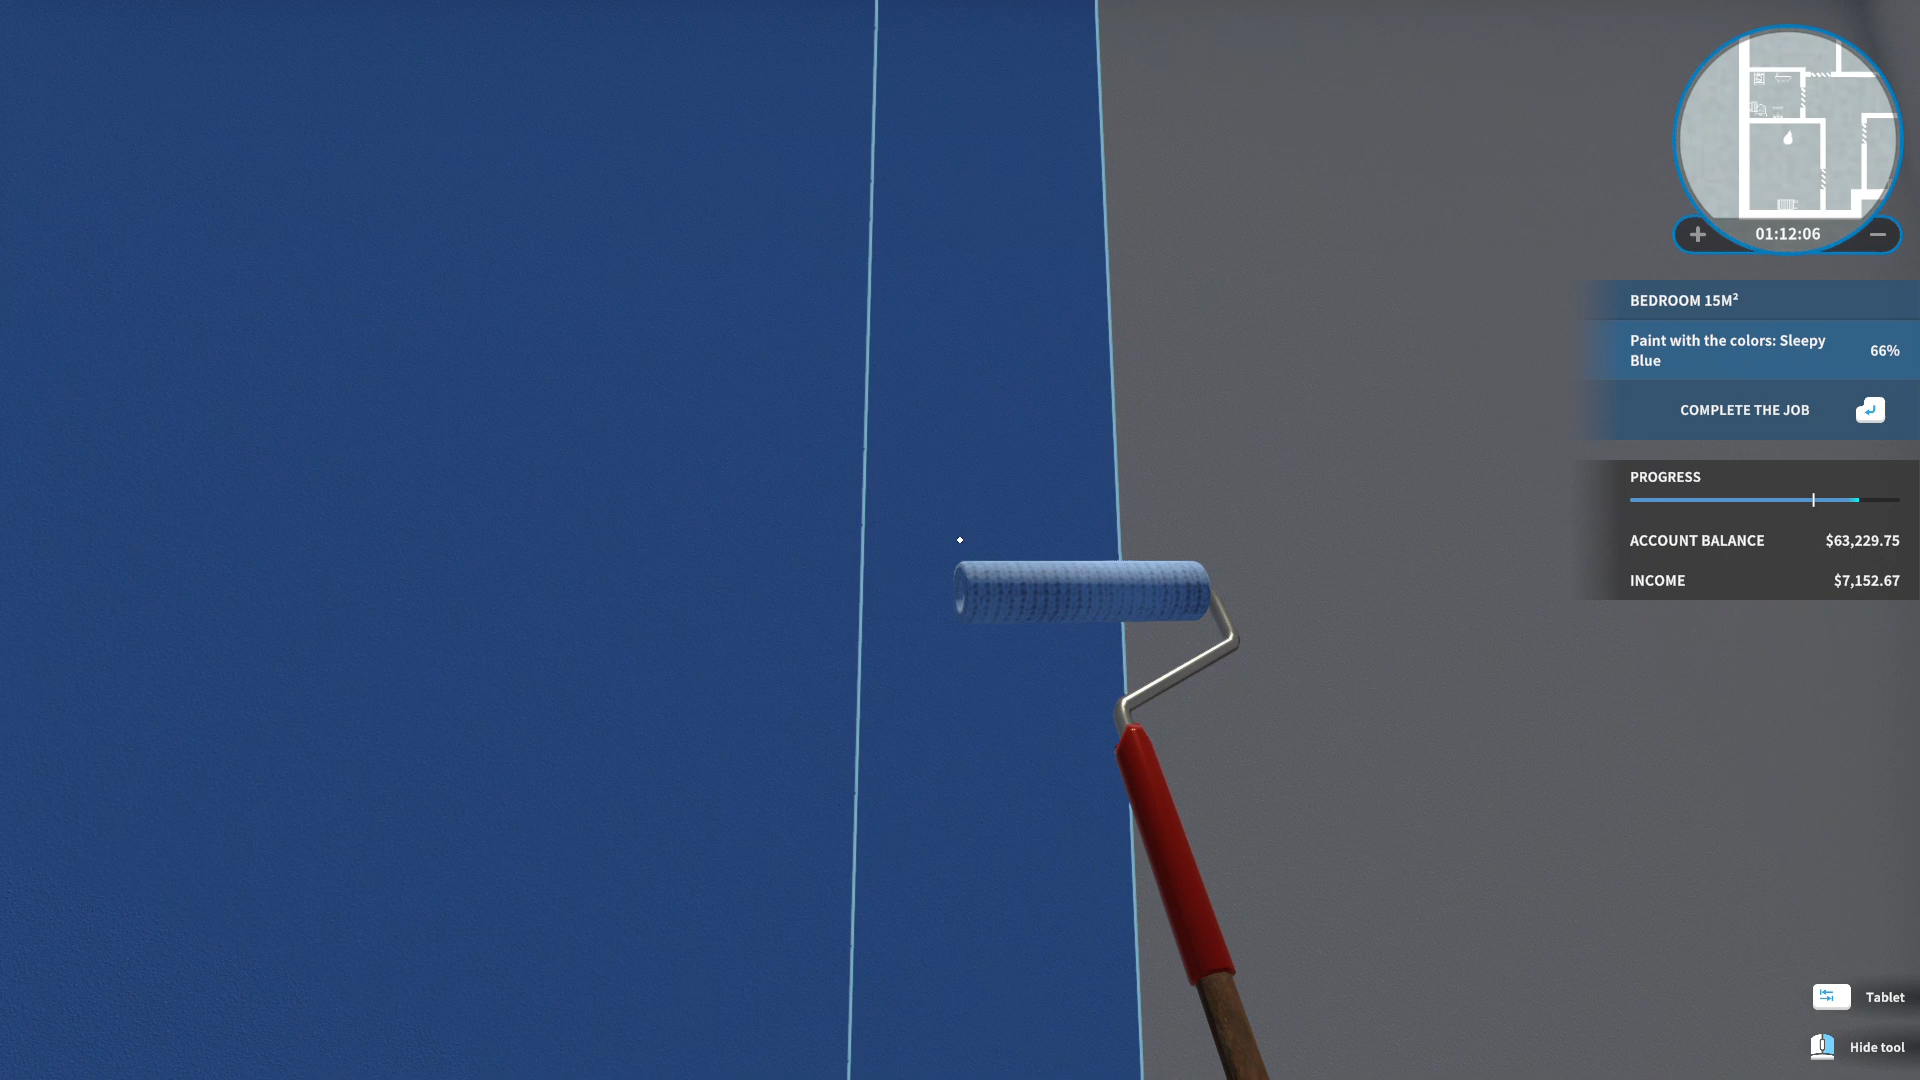 01:12:06
BEDROOM 15M²
Paint with the colors: Sleepy
Blue
66%
COMPLETE THE JOB
PROGRESS
ACCOUNT BALANCE $63,229.75
INCOME $7,152.67
Tablet
Hide tool